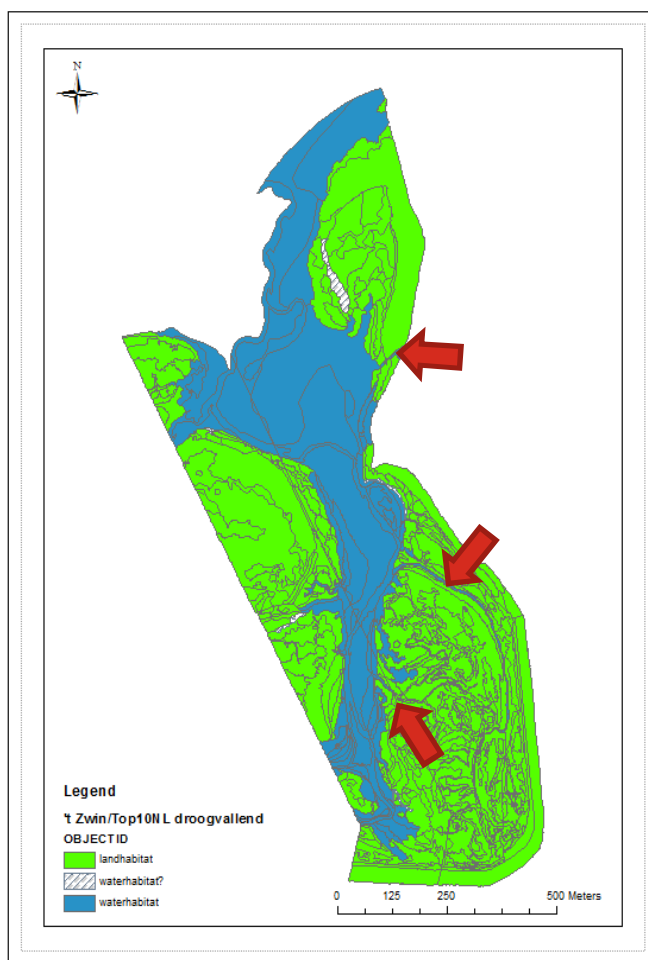 N
Legend
't Zwin/Top10NL droogvallend
OBJECTID
landhabitat
waterhabitat?
waterhabitat
0 125 250 500 Meters